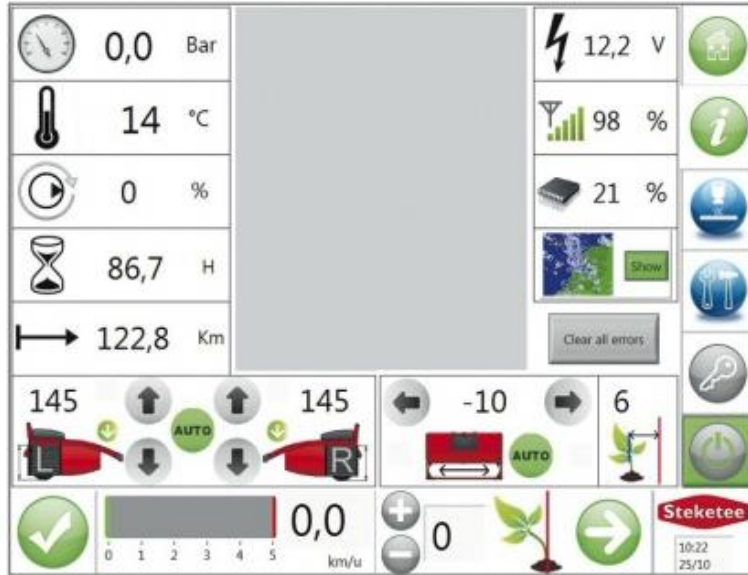 0,0 Bar
12,2 V
14 °C
98 %
0 %
21 %
Show
86,7 H
122,8 Km
Clear all errors
145 145
AUTO
L R
-10
AUTO
6
0 1 2 3 4 5
0,0
km/u
0
Steketee
10:22
25/10